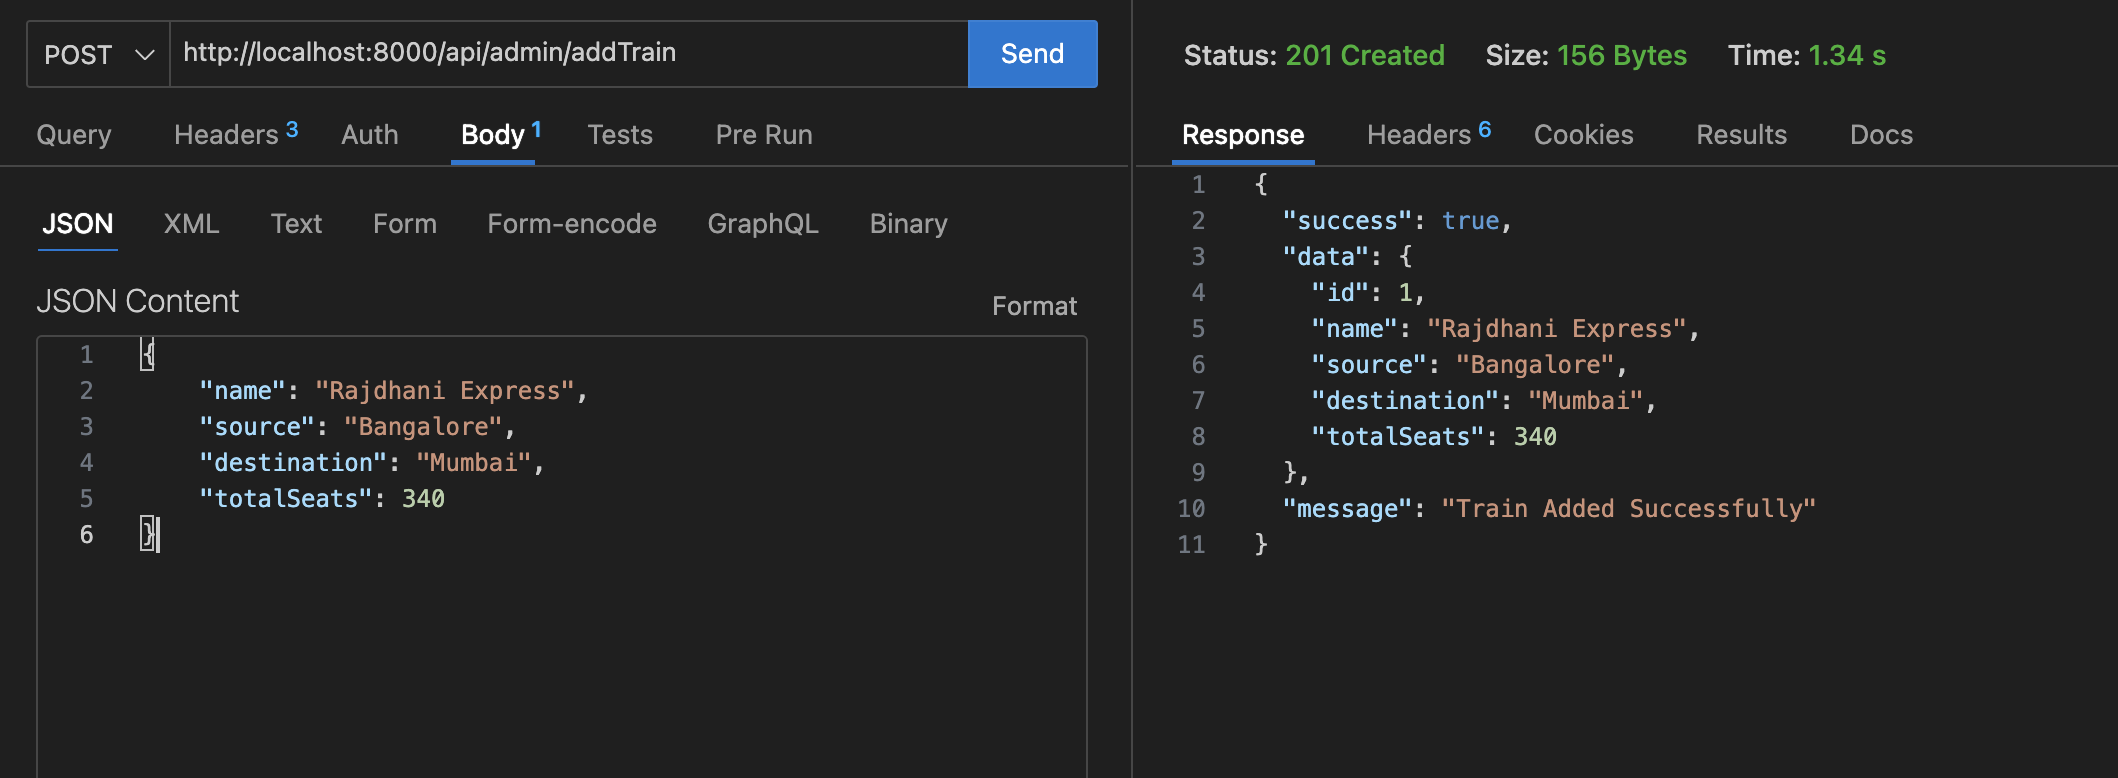 POST http://localhost:8000/api/admin/addTrain Send
Query Headers 3 Auth Body 1 Tests Pre Run
JSON XML Text Form Form-encode GraphQL Binary
JSON Content Format
1 {
2 "name": "Rajdhani Express",
3 "source": "Bangalore",
4 "destination": "Mumbai",
5 "totalSeats": 340
6 }
Status: 201 Created Size: 156 Bytes Time: 1.34 s
Response Headers 6 Cookies Results Docs
1 {
2 "success": true,
3 "data": {
4 "id": 1,
5 "name": "Rajdhani Express",
6 "source": "Bangalore",
7 "destination": "Mumbai",
8 "totalSeats": 340
9 },
10 "message": "Train Added Successfully"
11 }